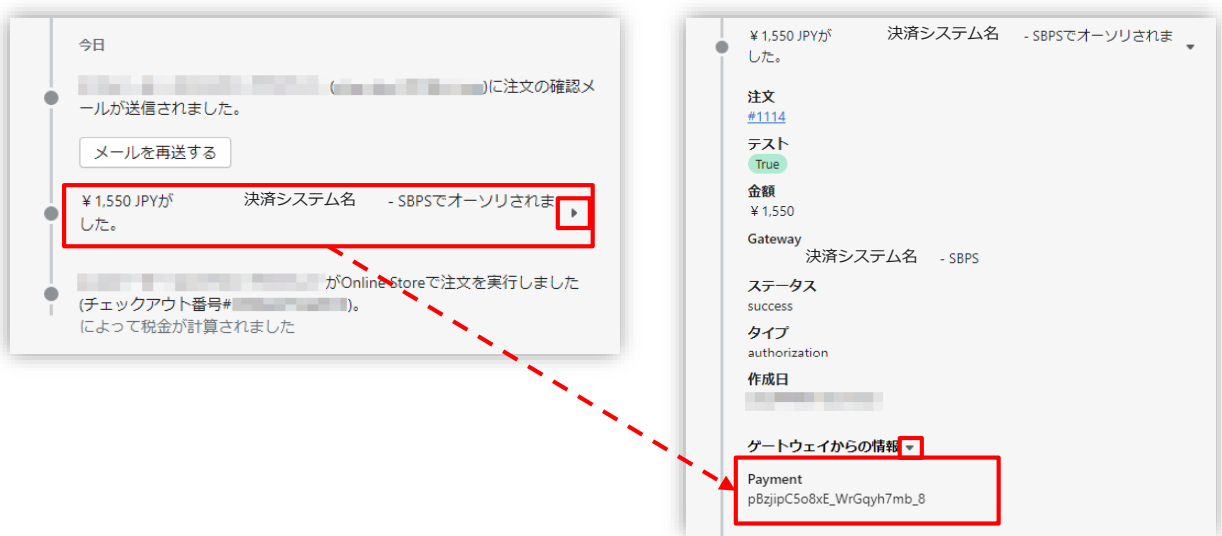 今日
(
)に注文の確認メ
ールが送信されました。
メールを再送する
¥1,550 JPYが 決済システム名 - SBPSでオーソリされま
した。
がOnline Storeで注文を実行しました
(チェックアウト番号# )。
によって税金が計算されました
¥1,550 JPYが 決済システム名 - SBPSでオーソリされま
した。
注文
#1114
テスト
True
金額
¥1,550
Gateway
決済システム名 - SBPS
ステータス
success
タイプ
authorization
作成日
ゲートウェイからの情報
Payment
pBzjipC5o8xE_WrGqyh7mb_8